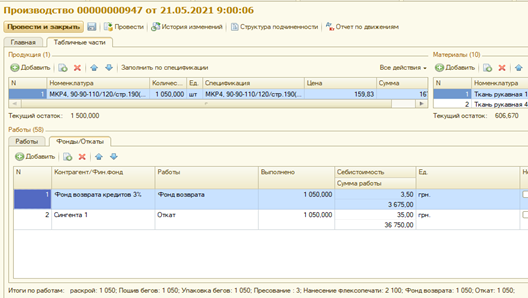 Производство 00000000947 от 21.05.2021 9:00:06
Провести и закрыть Провести История изменений Структура подчиненности Отчет по движениям
Главная Табличные части
Продукция (1) Материалы (10)
Добавить Заполнить по спецификации Все действия Добавить
N Номенклатура Количес... Ед. Спецификация Цена Сумма N Номенклатура
1 МКР4, 90-90-110/120/стр.190(... 1 050,000 шт МКР4, 90-90-110/120/стр.190(... 159,83 167 1 Ткань рукавная 1
2 Ткань рукавная
Текущий остаток: 1 500,000 Текущий остаток: 606,670
Работы (58)
Работы Фонды/Откаты
Добавить
N Контрагент/Фин.фонд Работы Выполнено Себистоимость Ед. Не
Сумма работы
1 Фонд возврата кредитов 3% Фонд возврата 1 050,000 3,50 грн.
3 675,00
2 Сингента 1 Откат 1 050,000 35,00 грн.
36 750,00
Итоги по работам: раскрой: 1 050; Пошив бегов: 1 050; Упаковка бегов: 1 050; Пресование : 3; Нанесение флексопечати: 2 100; Фонд возврата: 1 050; Откат: 1 050;